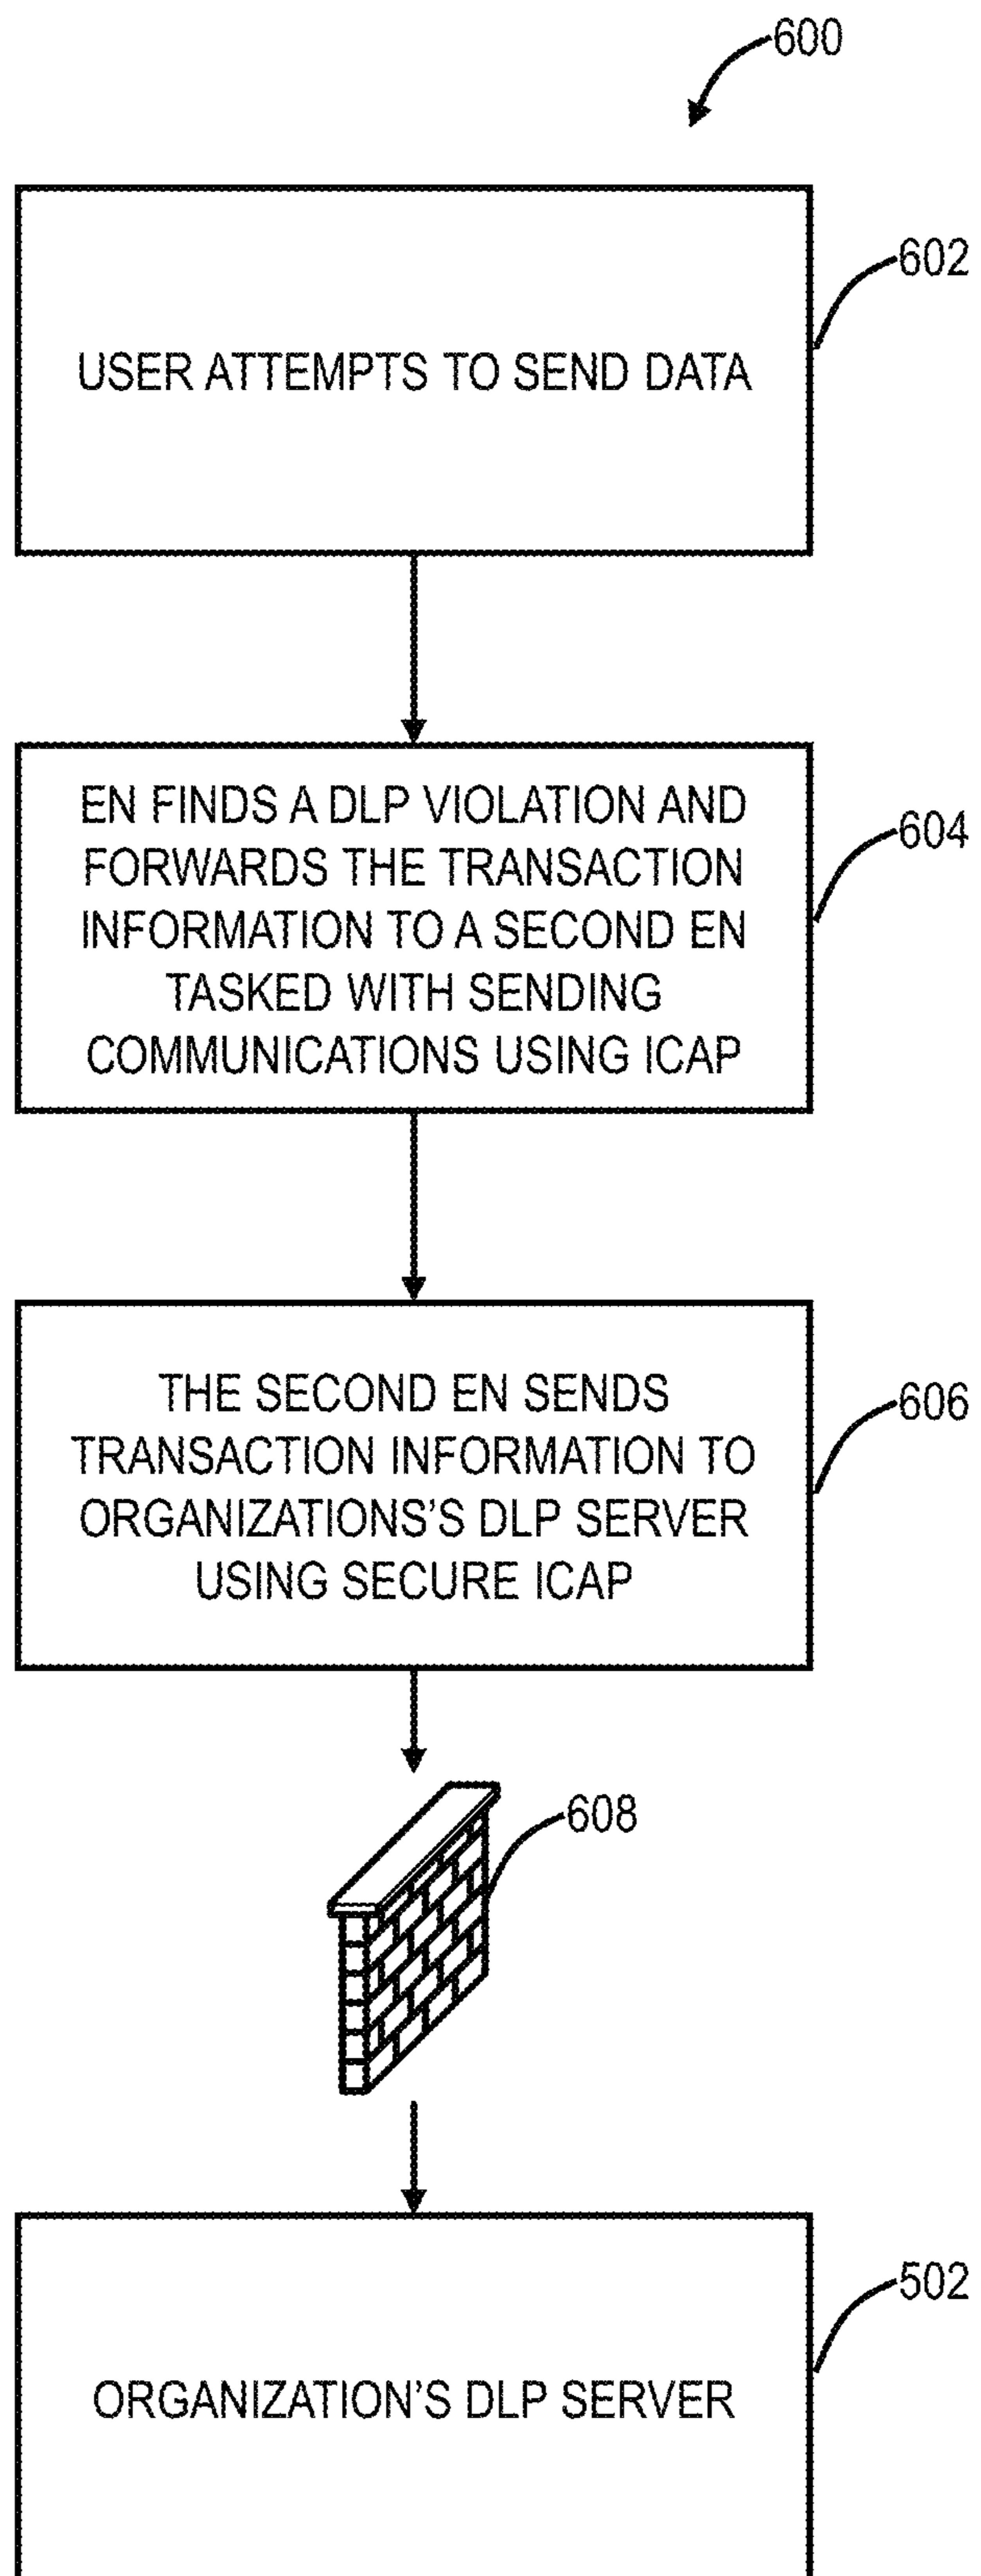 600
602
USER ATTEMPTS TO SEND DATA
EN FINDS A DLP VIOLATION AND
FORWARDS THE TRANSACTION
INFORMATION TO A SECOND EN
TASKED WITH SENDING
COMMUNICATIONS USING ICAP
604
THE SECOND EN SENDS
TRANSACTION INFORMATION TO
ORGANIZATIONS'S DLP SERVER
USING SECURE ICAP
606
608
502
ORGANIZATION'S DLP SERVER